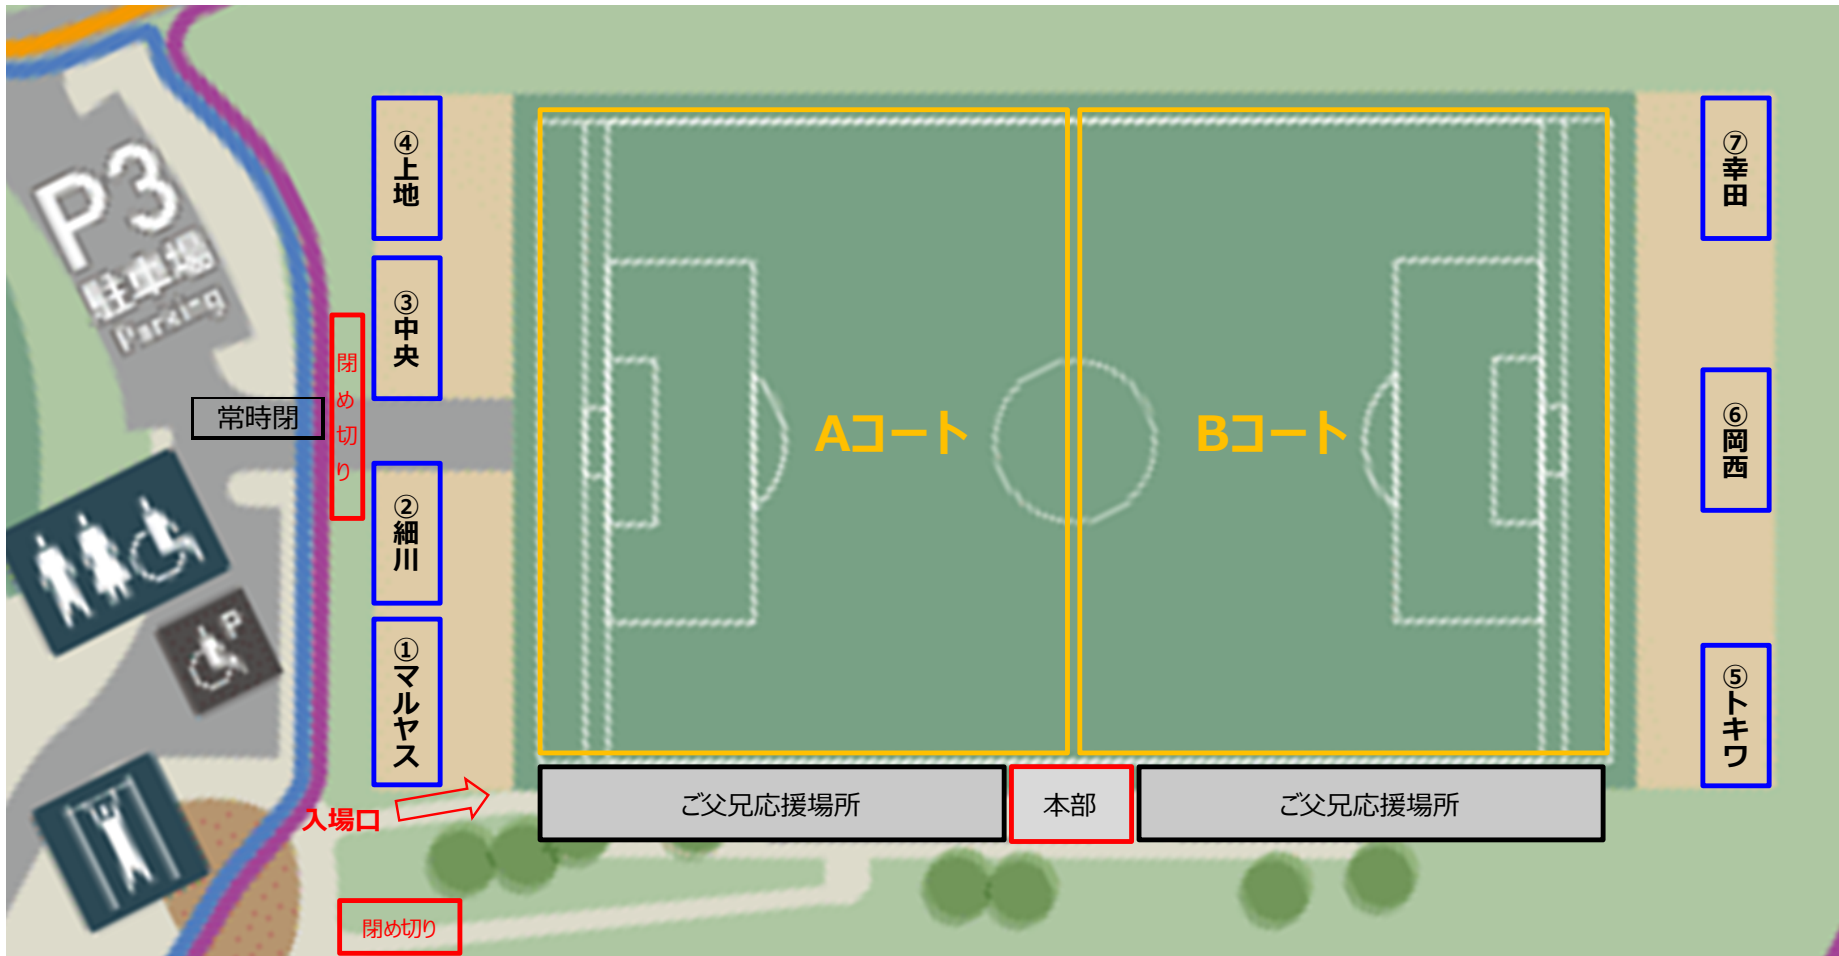 ④上地
⑦幸田
P3
駐車場
Parking
③中央
閉め切り
常時閉
Aコート
Bコート
⑥岡西
②細川
P
①マルヤス
⑤トキワ
入場口
ご父兄応援場所
本部
ご父兄応援場所
閉め切り